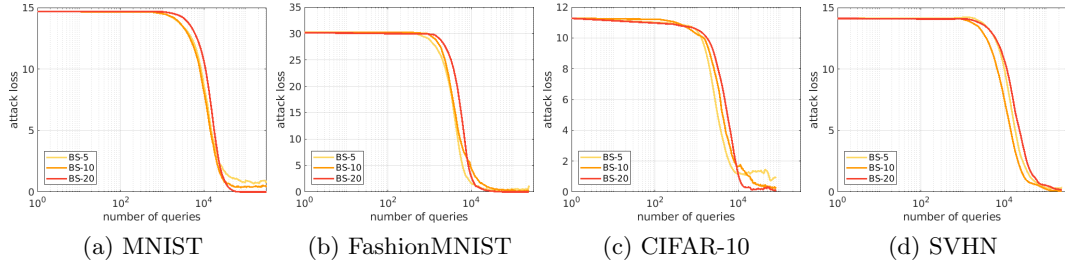 15
10
5
0
attack loss
BS-5
BS-10
BS-20
10^0 10^2 10^4
number of queries
(a) MNIST
35
30
25
20
15
10
5
0
attack loss
BS-5
BS-10
BS-20
10^0 10^2 10^4
number of queries
(b) FashionMNIST
12
10
8
6
4
2
0
attack loss
BS-5
BS-10
BS-20
10^0 10^2 10^4
number of queries
(c) CIFAR-10
15
10
5
0
attack loss
BS-5
BS-10
BS-20
10^0 10^2 10^4
number of queries
(d) SVHN